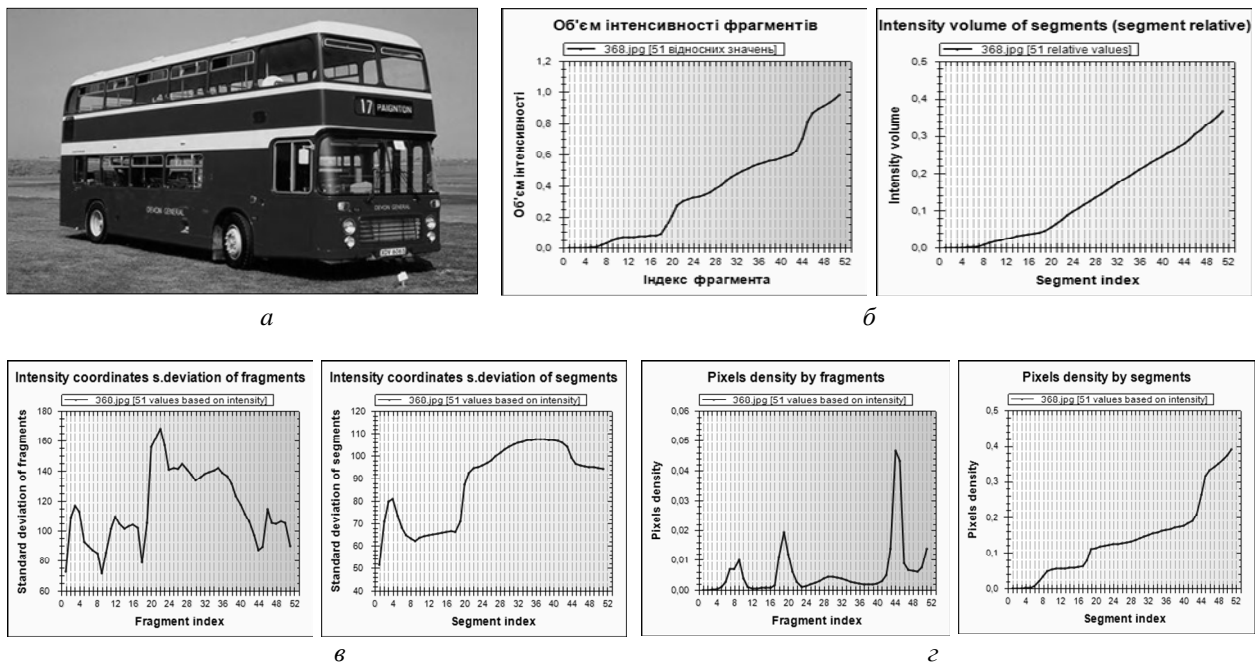 17 PAIGNTON
DEVON GENERAL
DEVON GENERAL
Об'єм інтенсивності фрагментів
368.jpg [51 відносних значень]
1,2
1,0
0,8
0,6
0,4
0,2
0,0
Об'єм інтенсивності
0 4 8 12 16 20 24 28 32 36 40 44 48 52
Індекс фрагмента
Intensity volume of segments (segment relative)
368.jpg [51 relative values]
0,5
0,4
0,3
0,2
0,1
0,0
Intensity volume
0 4 8 12 16 20 24 28 32 36 40 44 48 52
Segment index
а
б
Intensity coordinates s.deviation of fragments
368.jpg [51 values based on intensity]
180
160
140
120
100
80
60
Standard deviation of fragments
0 4 8 12 16 20 24 28 32 36 40 44 48 52
Fragment index
Intensity coordinates s.deviation of segments
368.jpg [51 values based on intensity]
120
110
100
90
80
70
60
50
40
Standard deviation of segments
0 4 8 12 16 20 24 28 32 36 40 44 48 52
Segment index
Pixels density by fragments
368.jpg [51 values based on intensity]
0,06
0,05
0,04
0,03
0,02
0,01
0,00
Pixels density
0 4 8 12 16 20 24 28 32 36 40 44 48 52
Fragment index
Pixels density by segments
368.jpg [51 values based on intensity]
0,5
0,4
0,3
0,2
0,1
0,0
Pixels density
0 4 8 12 16 20 24 28 32 36 40 44 48 52
Segment index
в
г